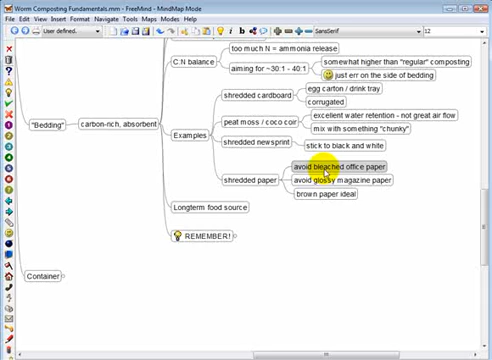 Worm Composting Fundamentals.mm - FreeMind - MindMap Mode
File Edit View Insert Format Navigate Tools Maps Modes Help
User defined. SansSerif 12
too much N = ammonia release
C:N balance
somewhat higher than "regular" composting
aiming for ~30:1 - 40:1
just err on the side of bedding
egg carton / drink tray
shredded cardboard
corrugated
excellent water retention - not great air flow
"Bedding" carbon-rich, absorbent peat moss / coco coir
mix with something "chunky"
Examples
shredded newsprint stick to black and white
avoid bleached office paper
shredded paper avoid glossy magazine paper
brown paper ideal
Longterm food source
REMEMBER!
Container